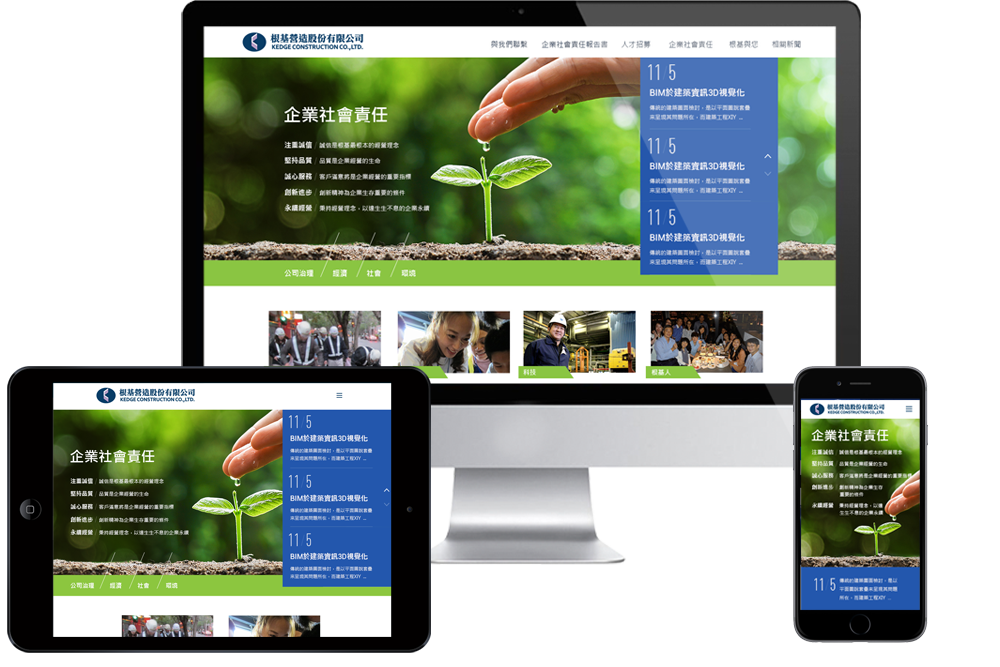 根基營造股份有限公司
KEDGE CONSTRUCTION CO.,LTD.
與我們聯繫 企業社會責任報告書 人才招募 企業社會責任 根基與您 相關新聞
企業社會責任
注重誠信 / 誠信是根基最根本的經營理念
堅持品質 / 品質是企業經營的生命
誠心服務 / 客戶滿意將是企業經營的重要指標
創新進步 / 創新精神為企業生存重要的條件
永續經營 / 秉持經營理念,以達生生不息的企業永續
11/5
BIM於建築資訊3D視覺化
傳統的建築圖面檢討,是以平面圖説套疊
來呈現其問題所在,而建築工程XIY ...
11/5
BIM於建築資訊3D視覺化
傳統的建築圖面檢討,是以平面圖説套疊
來呈現其問題所在,而建築工程XIY ...
11/5
BIM於建築資訊3D視覺化
傳統的建築圖面檢討,是以平面圖説套疊
來呈現其問題所在,而建築工程XIY ...
公司治理 / 經濟 / 社會 / 環境
科技
根基人
根基營造股份有限公司
KEDGE CONSTRUCTION CO.,LTD.
企業社會責任
注重誠信 / 誠信是根基最根本的經營理念
堅持品質 / 品質是企業經營的生命
誠心服務 / 客戶滿意將是企業經營的重要指標
創新進步 / 創新精神為企業生存重要的條件
永續經營 / 秉持經營理念,以達生生不息的企業永續
11/5
BIM於建築資訊3D視覺化
傳統的建築圖面檢討,是以平面圖説套疊
來呈現其問題所在,而建築工程XIY ...
11/5
BIM於建築資訊3D視覺化
傳統的建築圖面檢討,是以平面圖説套疊
來呈現其問題所在,而建築工程XIY ...
11/5
BIM於建築資訊3D視覺化
傳統的建築圖面檢討,是以平面圖説套疊
來呈現其問題所在,而建築工程XIY ...
公司治理 / 經濟 / 社會 / 環境
根基營造股份有限公司
KEDGE CONSTRUCTION CO.,LTD.
企業社會責任
注重誠信 / 誠信是根基最根本的經營理念
堅持品質 / 品質是企業經營的生命
誠心服務 / 客戶滿意將是企業經營的重要指標
創新進步 / 創新精神為企業生存
重要的條件
永續經營 / 秉持經營理念,以達
生生不息的企業永續
11/5
傳統的建築圖面檢討,是以
平面圖説套疊來呈現其問題
所在,而建築工程XIY ...